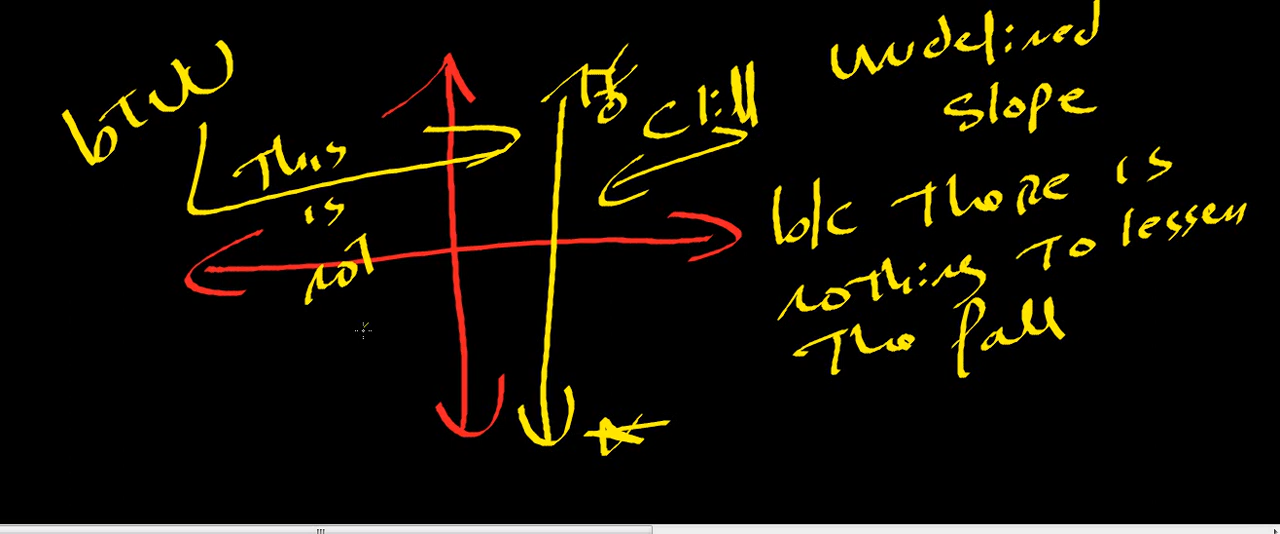 btw
This
is
not
Cliff
undefined
slope
b/c there is
nothing to lessen
the fall